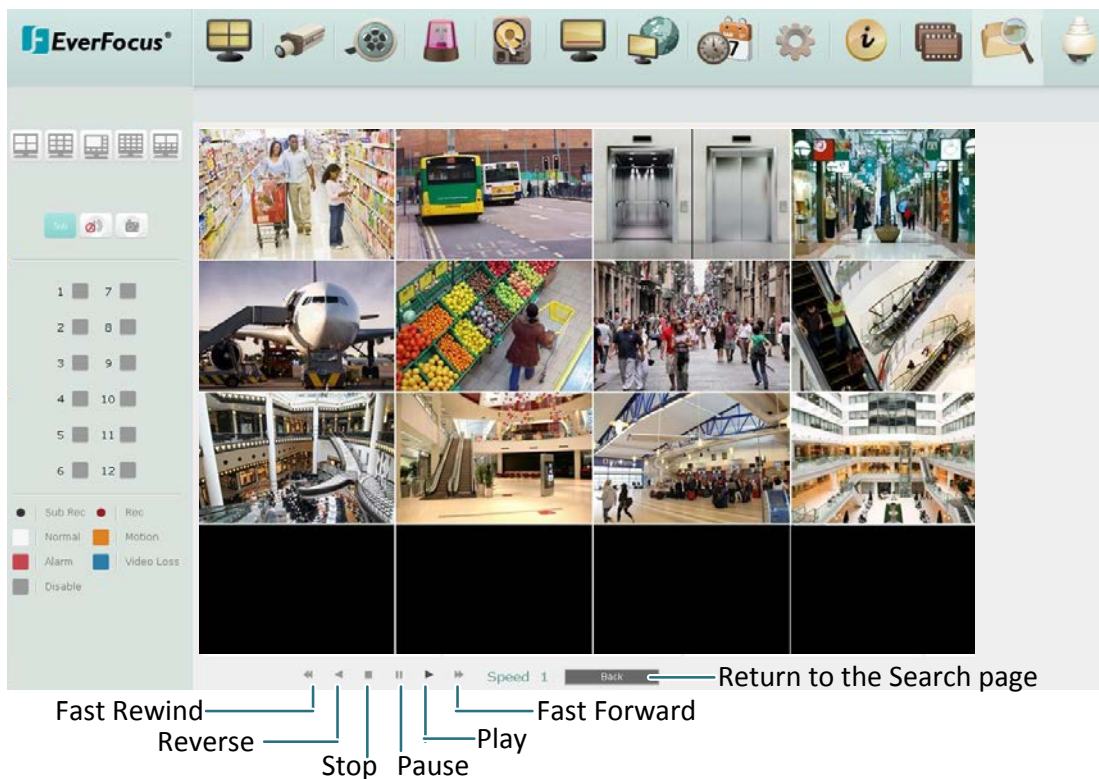 EverFocus®
7
Sub
1 7
2 8
3 9
4 10
5 11
6 12
Sub Rec Rec
Normal Motion
Alarm Video Loss
Disable
Speed 1 Back
Return to the Search page
Fast Rewind
Fast Forward
Reverse
Play
Stop
Pause